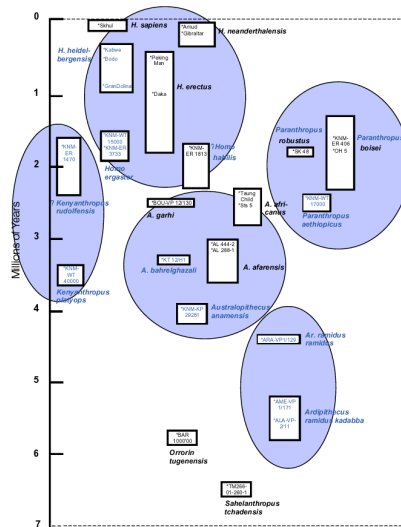 0
H. sapiens
*Skhul
*Amud
*Gibraltar
H. neanderthalensis
H. heidel-
bergensis
*Kabwe
*Bodo
*GranDolina
*Peking
Man
*Daka
H. erectus
1
*KNM-WT
15000
*KNM-ER
3733
Homo
ergaster
*KNM-
ER 1813
?Homo
habilis
*KNM-
ER
1470
? Kenyanthropus
rudolfensis
Paranthropus
robustus
*SK 48
*KNM-
ER 406
*OH 5
Paranthropus
boisei
2
*KNM-WT
17000
Paranthropus
aethiopicus
*BOU-VP 12/130
A. garhi
*Taung
Child
*Sts 5
A. afri-
canus
Millions of Years
3
*KNM-
WT
40000
Kenyanthropus
platyops
*KT 12/H1
A. bahrelghazali
*AL 444-2
*AL 288-1
A. afarensis
4
*KNM-KP
29281
Australopithecus
anamensis
*ARA-VP1/129
Ar. ramidus
ramidus
5
*AME-VP
1/171
*ALA-VP-
2/11
Ardipithecus
ramidus kadabba
*BAR
1000'00
Orrorin
tugenensis
6
*TM266-
01-260-1
Sahelanthropus
tchadensis
7